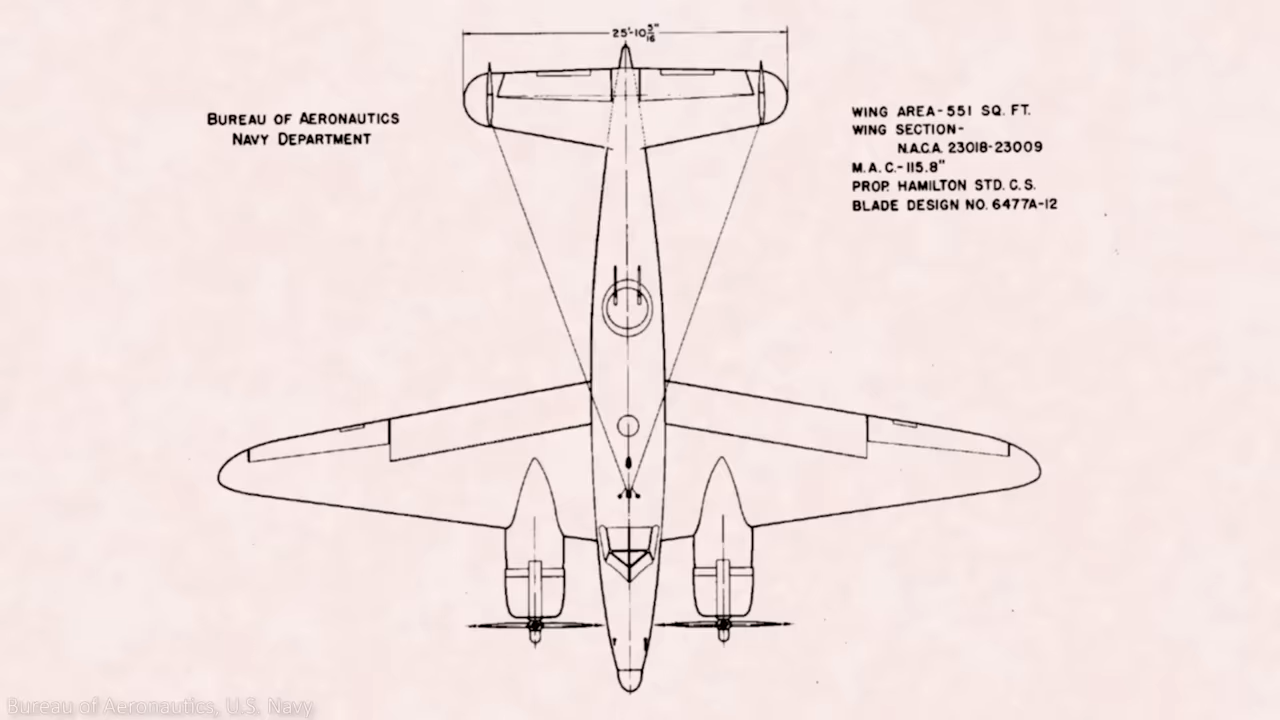 25'-10 5/16"
BUREAU OF AERONAUTICS
NAVY DEPARTMENT
WING AREA-551 SQ. FT.
WING SECTION-
N.A.C.A. 23018-23009
M.A.C.-115.8"
PROP. HAMILTON STD. C.S.
BLADE DESIGN NO. 6477A-12
Bureau of Aeronautics, U.S. Navy